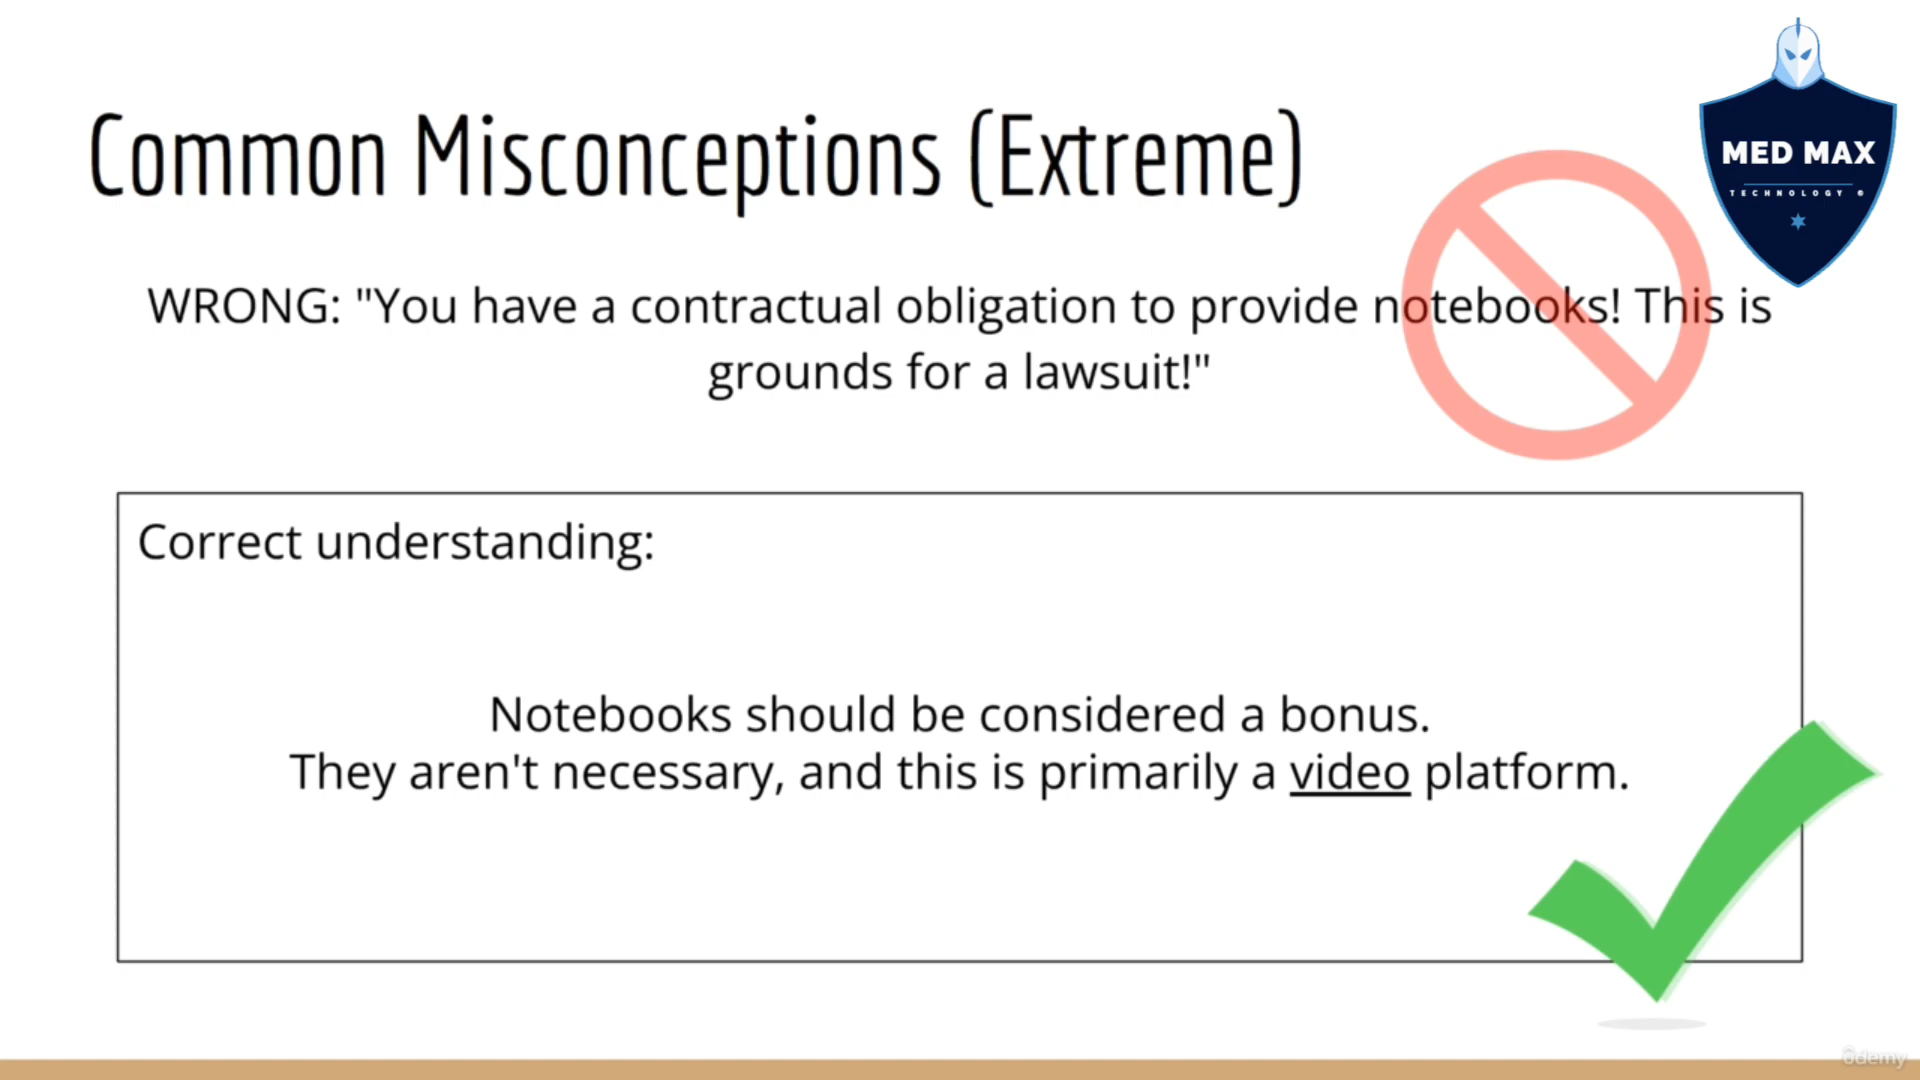 Common Misconceptions (Extreme)
MED MAX
TECHNOLOGY ®
WRONG: "You have a contractual obligation to provide notebooks! This is
grounds for a lawsuit!"
Correct understanding:
Notebooks should be considered a bonus.
They aren't necessary, and this is primarily a video platform.
ûdemy